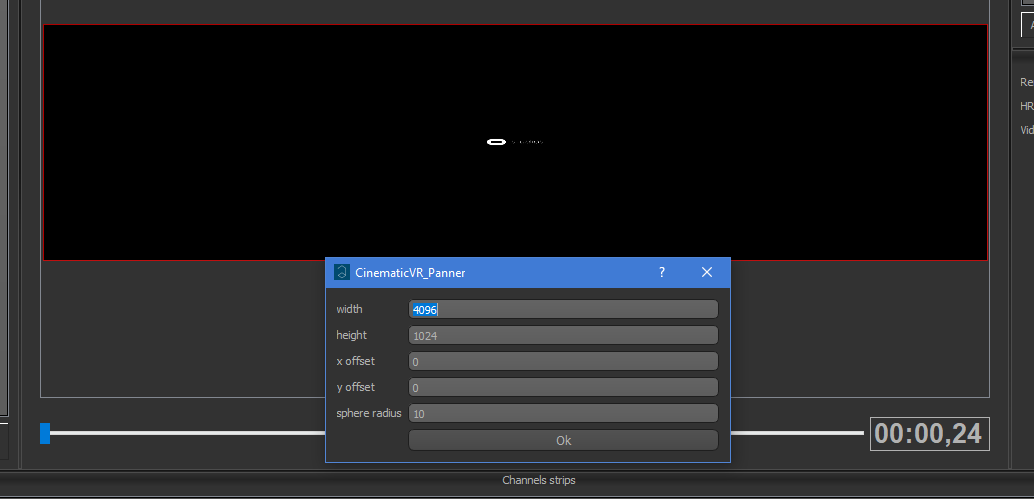 Re
HR
Vid
CinematicVR_Panner ?
width 4096
height 1024
x offset 0
y offset 0
sphere radius 10
Ok
00:00,24
Channels strips